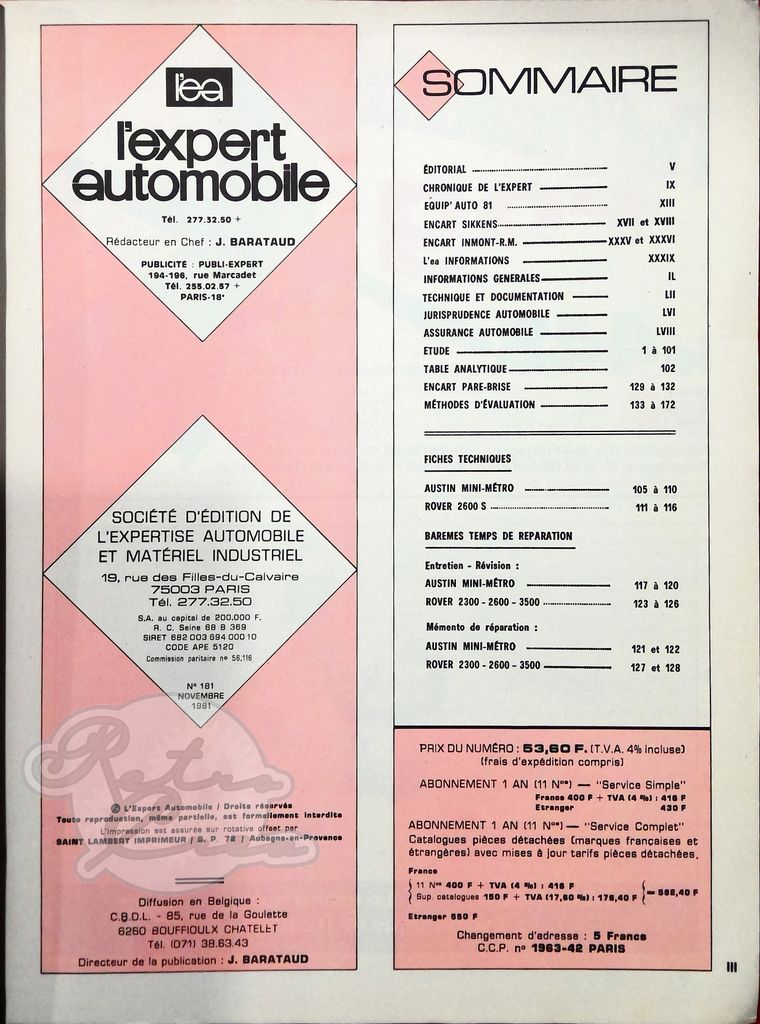 l'ea
l'expert
automobile
Tél. 277.32.50 +
Rédacteur en Chef : J. BARATAUD
PUBLICITE : PUBLI-EXPERT
194-196, rue Marcadet
Tél. 255.02.57 +
PARIS-18e
SOCIÉTÉ D'ÉDITION DE
L'EXPERTISE AUTOMOBILE
ET MATÉRIEL INDUSTRIEL
19, rue des Filles-du-Calvaire
75003 PARIS
Tél. 277.32.50
S.A. au capital de 200.000 F.
R. C. Seine 68 B 369
SIRET 682 003 694 000 10
CODE APE 5120
Commission paritaire no 56.116
No 181
NOVEMBRE
1981
Retro
© L'Expert Automobile / Droits réservés
Toute reproduction, même partielle, est formellement interdite
L'impression est assurée sur rotative offset par
SAINT LAMBERT IMPRIMEUR / B. P. 72 / Aubagne-en-Provence
Diffusion en Belgique :
C.B.D.L. - 85, rue de la Goulette
6260 BOUFFIOULX CHATELET
Tél. (071) 38.63.43
Directeur de la publication : J. BARATAUD
SOMMAIRE
ÉDITORIAL V
CHRONIQUE DE L'EXPERT IX
EQUIP'AUTO 81 XIII
ENCART SIKKENS XVII et XVIII
ENCART INMONT-R.M. XXXV et XXXVI
L'ea INFORMATIONS XXXIX
INFORMATIONS GENERALES IL
TECHNIQUE ET DOCUMENTATION LII
JURISPRUDENCE AUTOMOBILE LVI
ASSURANCE AUTOMOBILE LVIII
ETUDE 1 à 101
TABLE ANALYTIQUE 102
ENCART PARE-BRISE 129 à 132
MÉTHODES D'ÉVALUATION 133 à 172
FICHES TECHNIQUES
AUSTIN MINI-MÉTRO 105 à 110
ROVER 2600 S 111 à 116
BAREMES TEMPS DE REPARATION
Entretien - Révision :
AUSTIN MINI-MÉTRO 117 à 120
ROVER 2300 - 2600 - 3500 123 à 126
Mémento de réparation :
AUSTIN MINI-MÉTRO 121 et 122
ROVER 2300 - 2600 - 3500 127 et 128
PRIX DU NUMÉRO : 53,60 F. (T.V.A. 4% incluse)
(frais d'expédition compris)
ABONNEMENT 1 AN (11 Nos) — "Service Simple"
France 400 F + TVA (4 %) : 416 F
Etranger 430 F
ABONNEMENT 1 AN (11 Nos) — "Service Complet"
Catalogues pièces détachées (marques françaises et
étrangères) avec mises à jour tarifs pièces détachées.
France
11 Nos 400 F + TVA (4 %) : 416 F
Sup. catalogues 150 F + TVA (17,60 %) : 176,40 F = 592,40 F
Etranger 550 F
Changement d'adresse : 5 Francs
C.C.P. no 1963-42 PARIS
III